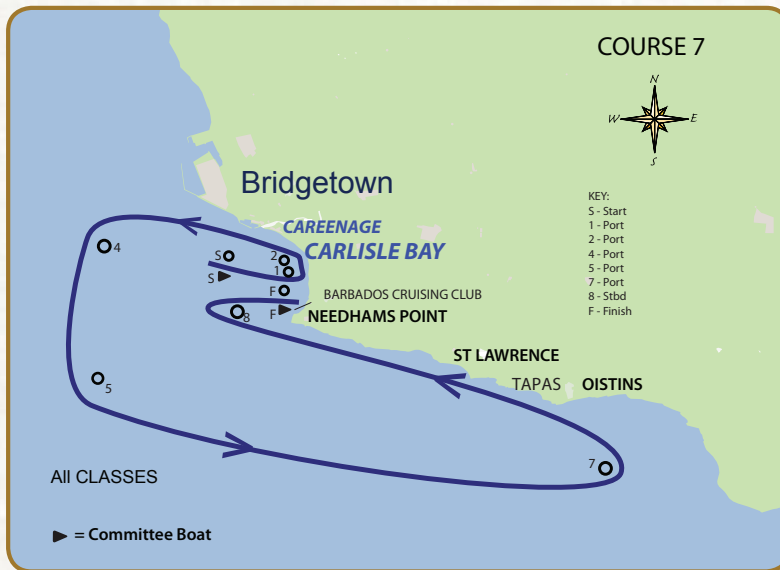 COURSE 7
N
W
E
S
Bridgetown
KEY:
S - Start
1 - Port
2 - Port
4 - Port
5 - Port
7 - Port
8 - Stbd
F - Finish
CAREENAGE
CARLISLE BAY
4
S
2
S
1
F
BARBADOS CRUISING CLUB
8
F
NEEDHAMS POINT
ST LAWRENCE
TAPAS OISTINS
5
7
All CLASSES
= Committee Boat